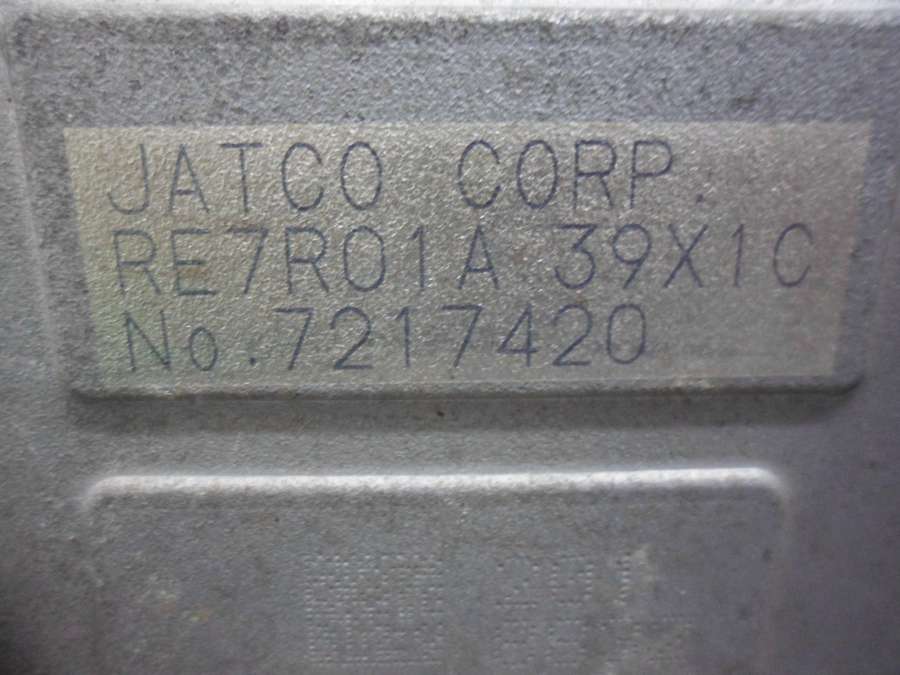 JATCO CORP.
RE7R01A 39X1C
No.7217420